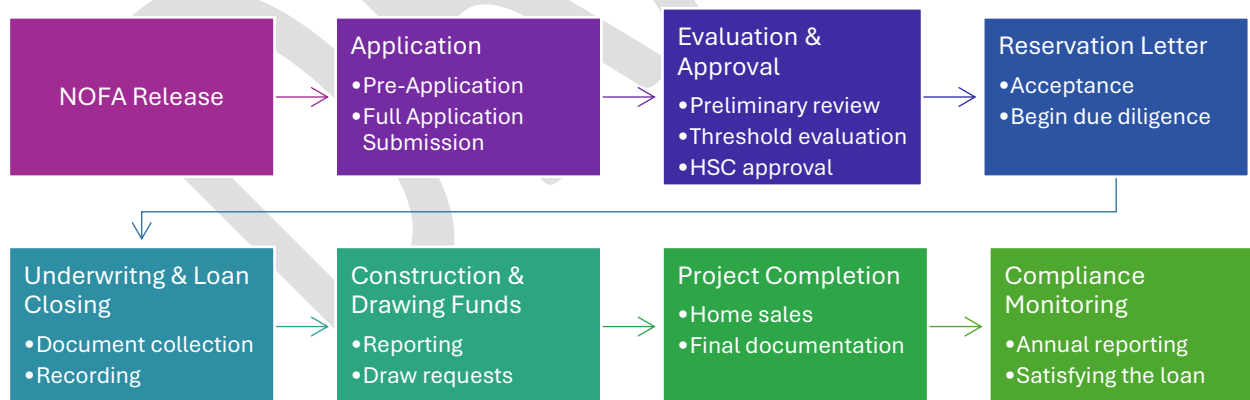 NOFA Release
Application
•Pre-Application
•Full Application
Submission
Evaluation &
Approval
•Preliminary review
•Threshold evaluation
•HSC approval
Reservation Letter
•Acceptance
•Begin due diligence
Underwritng & Loan
Closing
•Document collection
•Recording
Construction &
Drawing Funds
•Reporting
•Draw requests
Project Completion
•Home sales
•Final documentation
Compliance
Monitoring
•Annual reporting
•Satisfying the loan